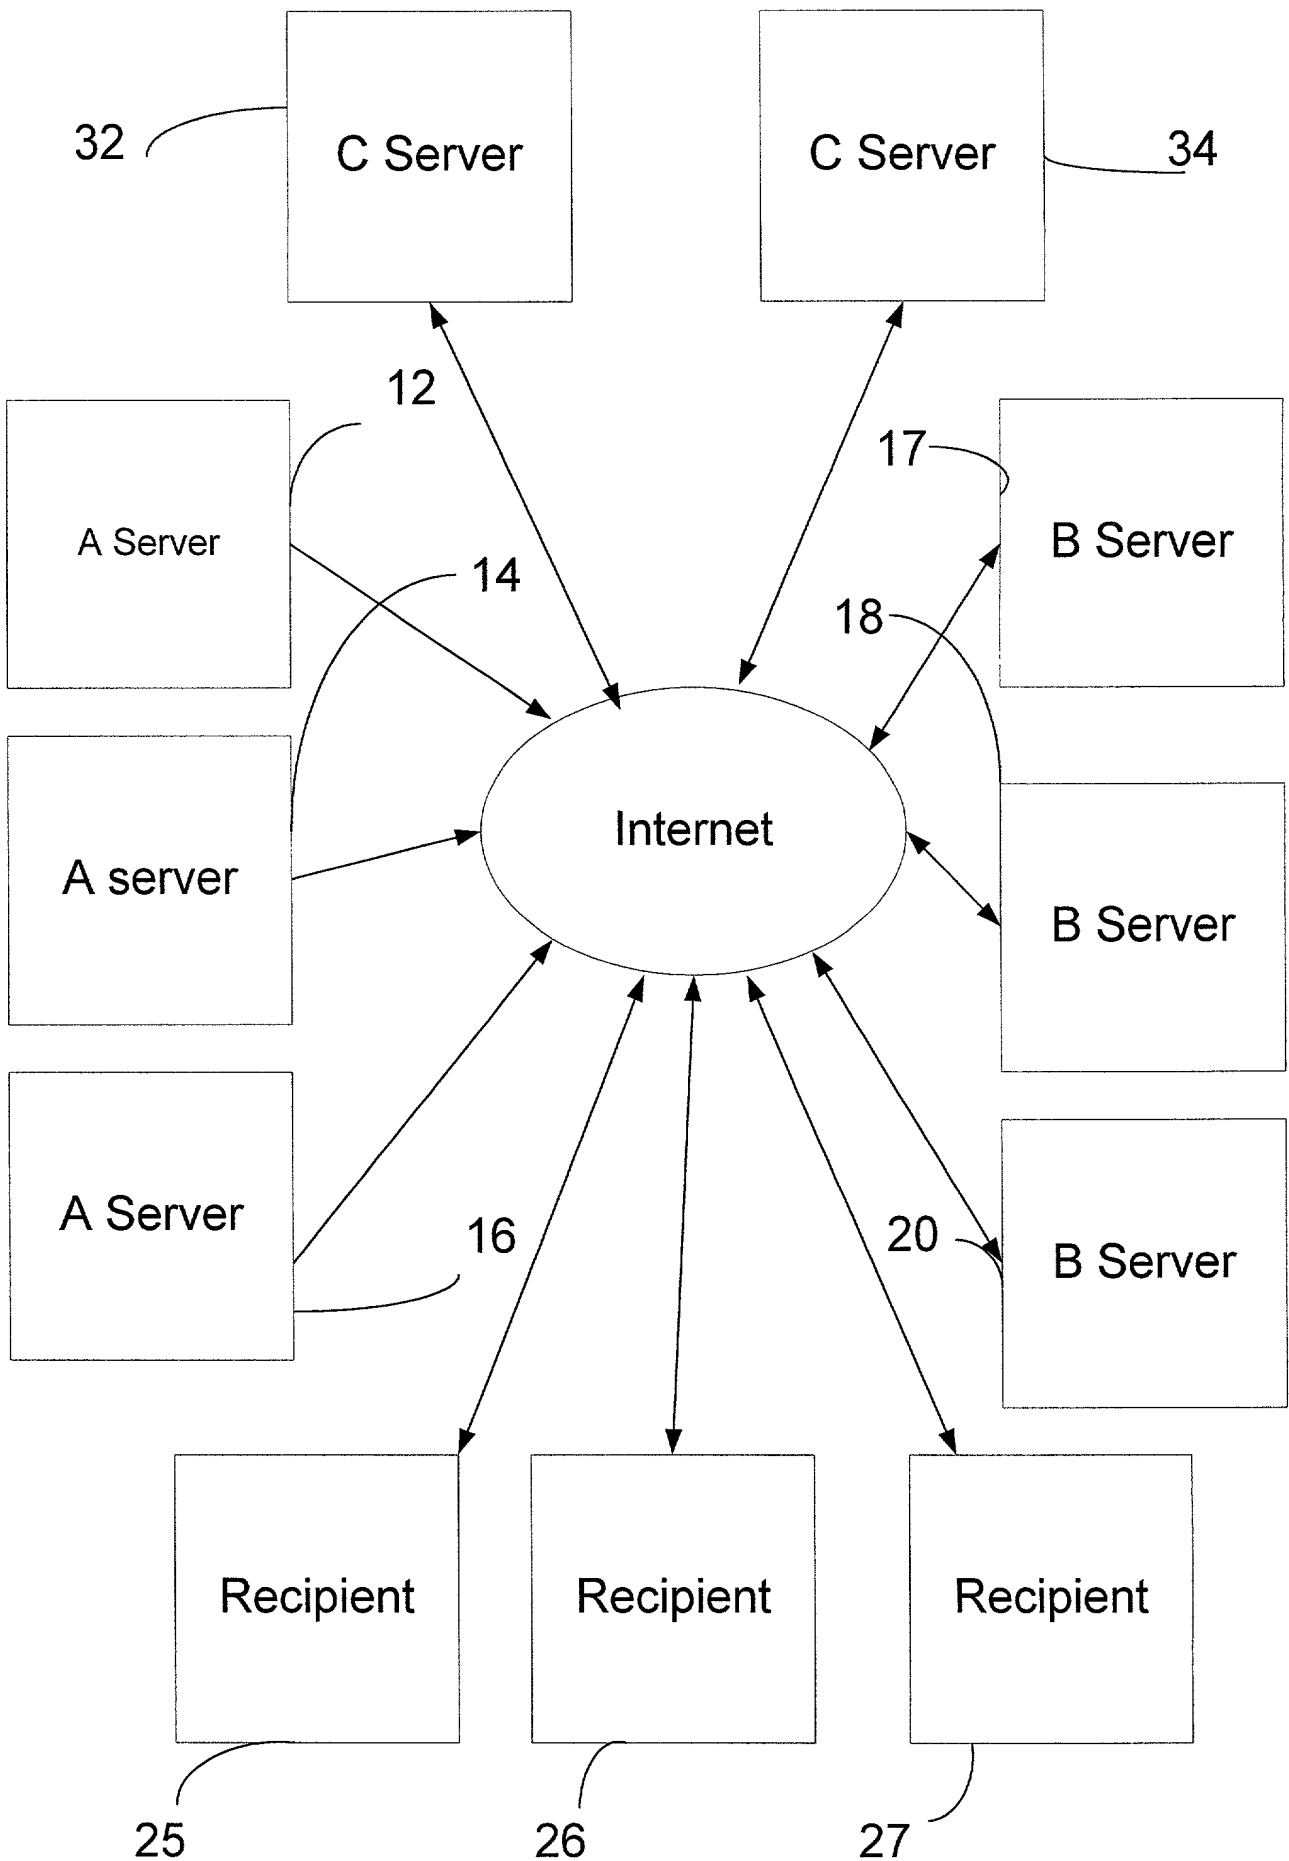 32
C Server
C Server
34
12
17
A Server
B Server
14
18
Internet
A server
B Server
A Server
16
20
B Server
Recipient
Recipient
Recipient
25
26
27